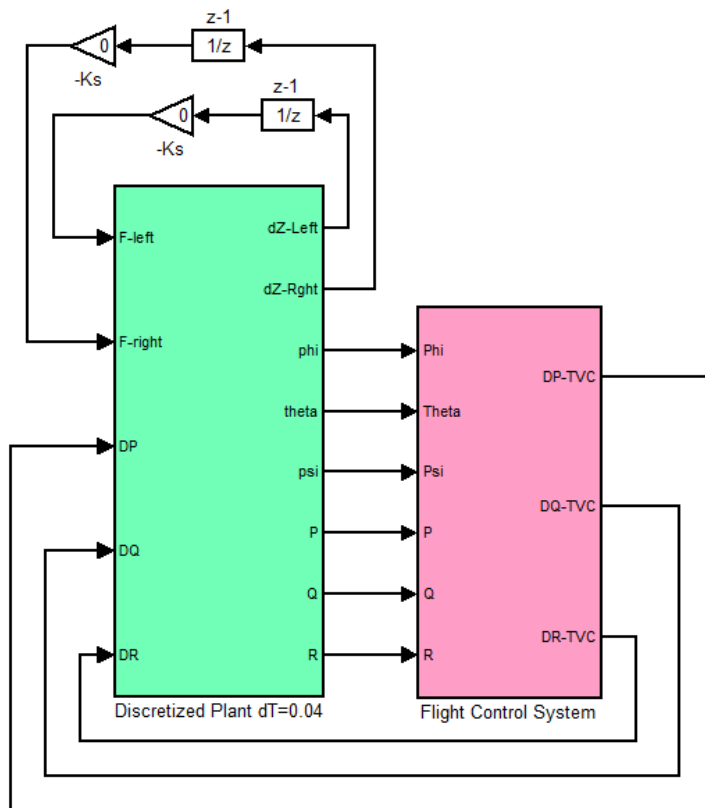 z-1
0
1/z
-Ks
z-1
0
1/z
-Ks
F-left
dZ-Left
dZ-Rght
F-right
phi
Phi
DP-TVC
theta
Theta
DP
psi
Psi
DQ-TVC
P
P
DQ
Q
Q
DR-TVC
DR
R
R
Discretized Plant dT=0.04
Flight Control System